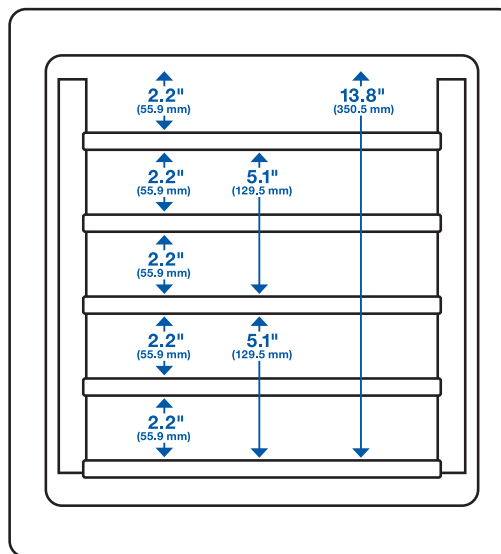 2.2"
(55.9 mm)
13.8"
(350.5 mm)
2.2"
(55.9 mm)
5.1"
(129.5 mm)
2.2"
(55.9 mm)
2.2"
(55.9 mm)
5.1"
(129.5 mm)
2.2"
(55.9 mm)